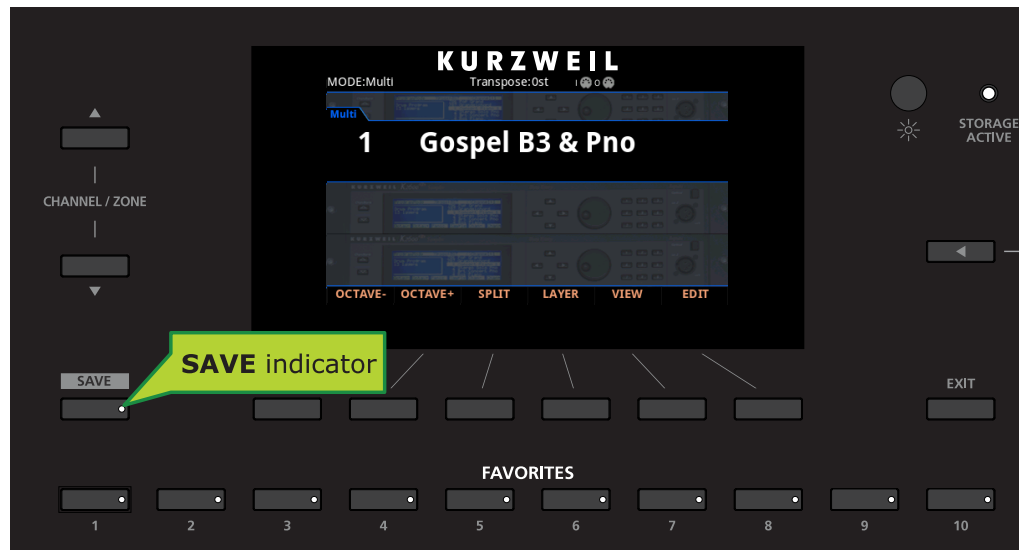 KURZWEIL
MODE:Multi Transpose:0st I O
Multi
1 Gospel B3 & Pno
STORAGE
ACTIVE
CHANNEL / ZONE
OCTAVE- OCTAVE+ SPLIT LAYER VIEW EDIT
SAVE indicator
SAVE
EXIT
FAVORITES
1 2 3 4 5 6 7 8 9 10